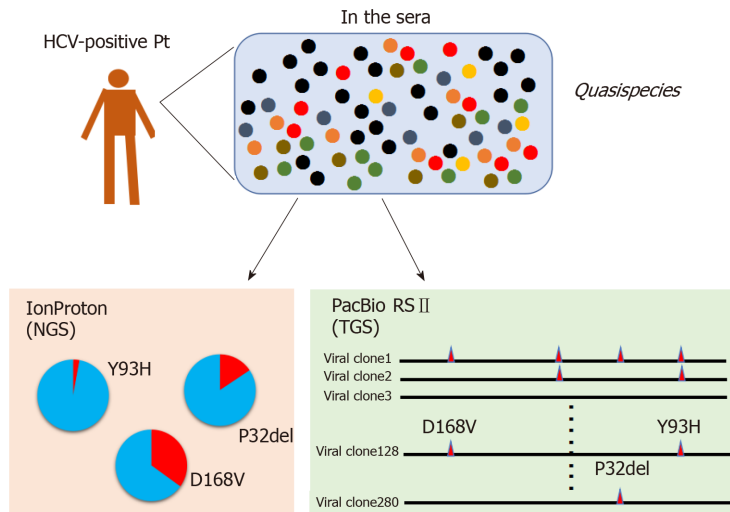 In the sera
HCV-positive Pt
Quasispecies
IonProton
(NGS)
Y93H
P32del
D168V
PacBio RS Ⅱ
(TGS)
Viral clone1
Viral clone2
Viral clone3
D168V
Y93H
Viral clone128
P32del
Viral clone280